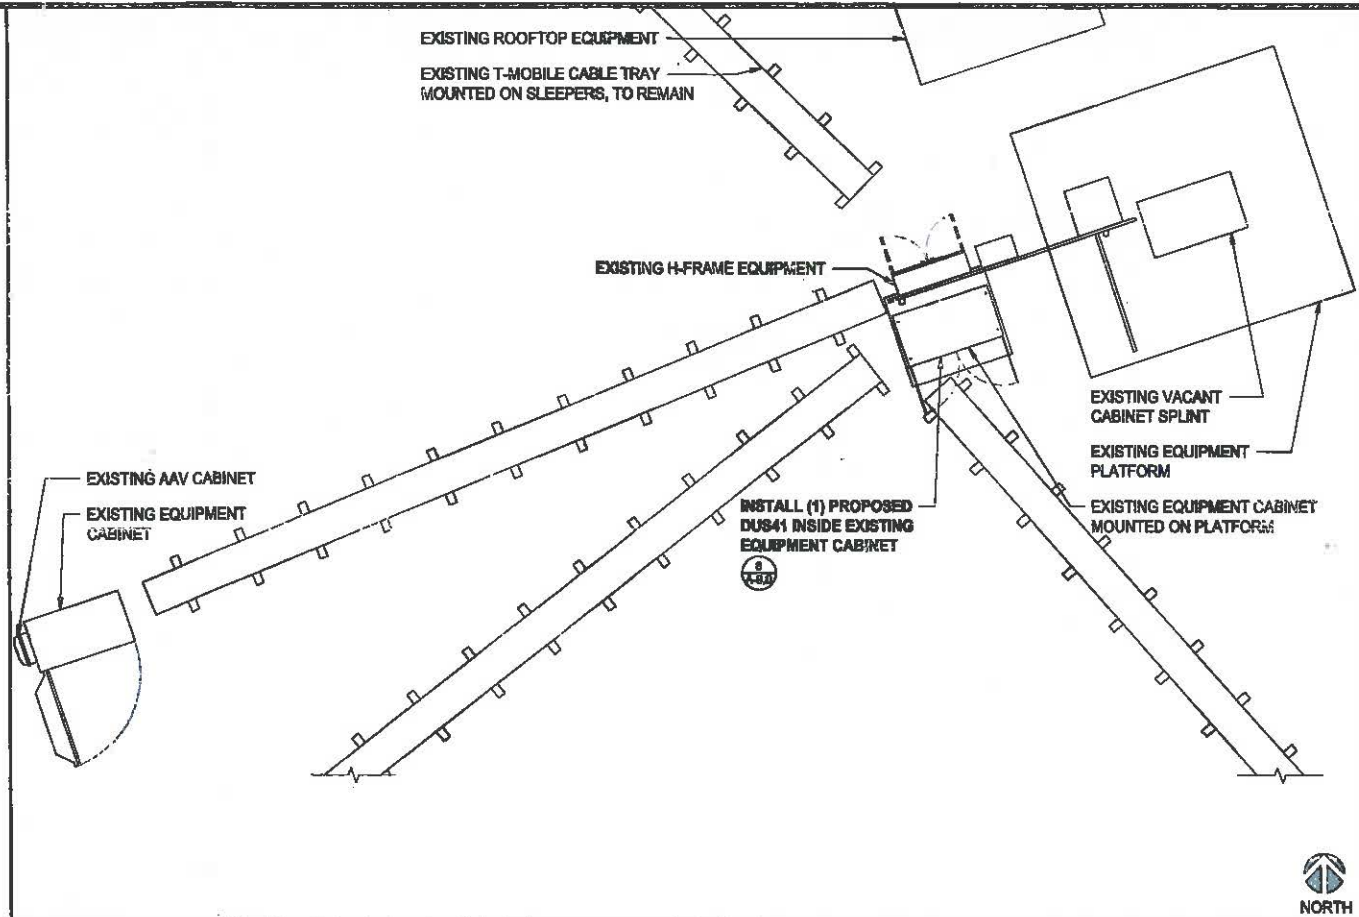 EXISTING ROOFTOP EQUIPMENT
EXISTING T-MOBILE CABLE TRAY
MOUNTED ON SLEEPERS, TO REMAIN
EXISTING H-FRAME EQUIPMENT
EXISTING VACANT
CABINET SPLINT
EXISTING EQUIPMENT
PLATFORM
EXISTING EQUIPMENT CABINET
MOUNTED ON PLATFORM
EXISTING AAV CABINET
EXISTING EQUIPMENT
CABINET
INSTALL (1) PROPOSED
DUS41 INSIDE EXISTING
EQUIPMENT CABINET
NORTH